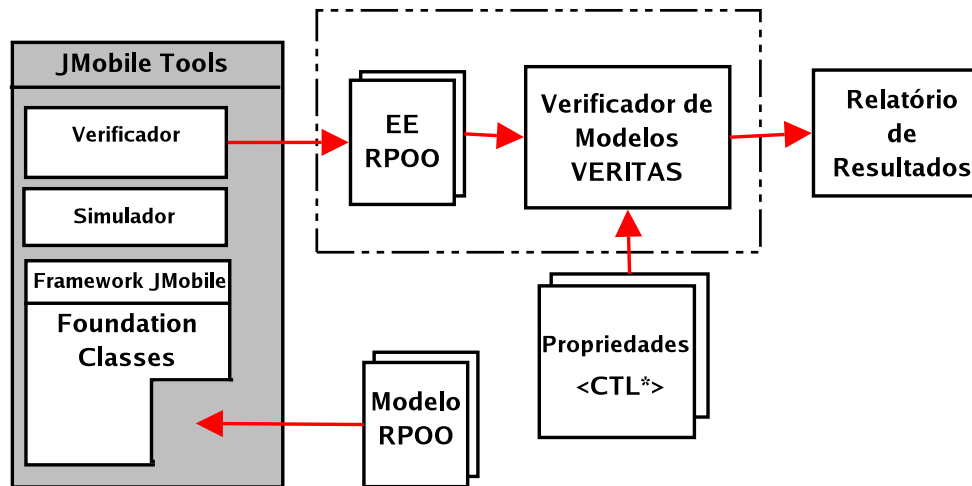 JMobile Tools
Verificador
Simulador
Framework JMobile
Foundation
Classes
EE
RPOO
Verificador de
Modelos
VERITAS
Relatório
de
Resultados
Propriedades
<CTL*>
Modelo
RPOO